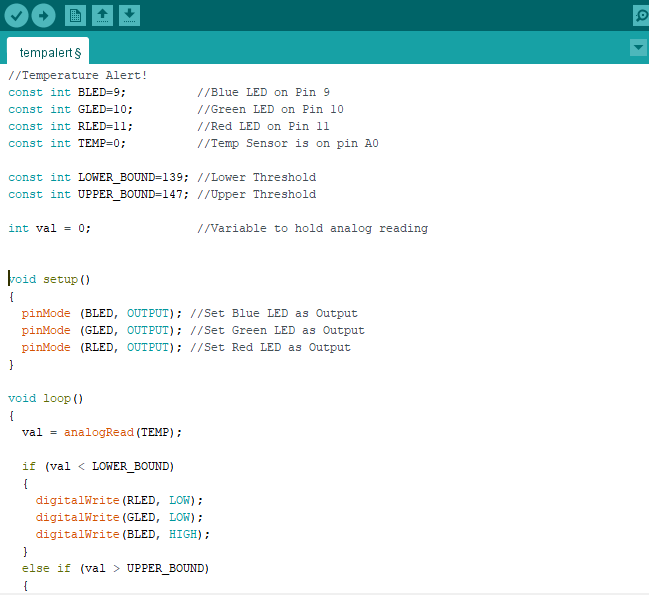 tempalert §
//Temperature Alert!
const int BLED=9;          //Blue LED on Pin 9
const int GLED=10;         //Green LED on Pin 10
const int RLED=11;         //Red LED on Pin 11
const int TEMP=0;          //Temp Sensor is on pin A0
const int LOWER_BOUND=139; //Lower Threshold
const int UPPER_BOUND=147; //Upper Threshold
int val = 0;               //Variable to hold analog reading
void setup()
{
  pinMode (BLED, OUTPUT); //Set Blue LED as Output
  pinMode (GLED, OUTPUT); //Set Green LED as Output
  pinMode (RLED, OUTPUT); //Set Red LED as Output
}
void loop()
{
  val = analogRead(TEMP);
  if (val < LOWER_BOUND)
  {
    digitalWrite(RLED, LOW);
    digitalWrite(GLED, LOW);
    digitalWrite(BLED, HIGH);
  }
  else if (val > UPPER_BOUND)
  {